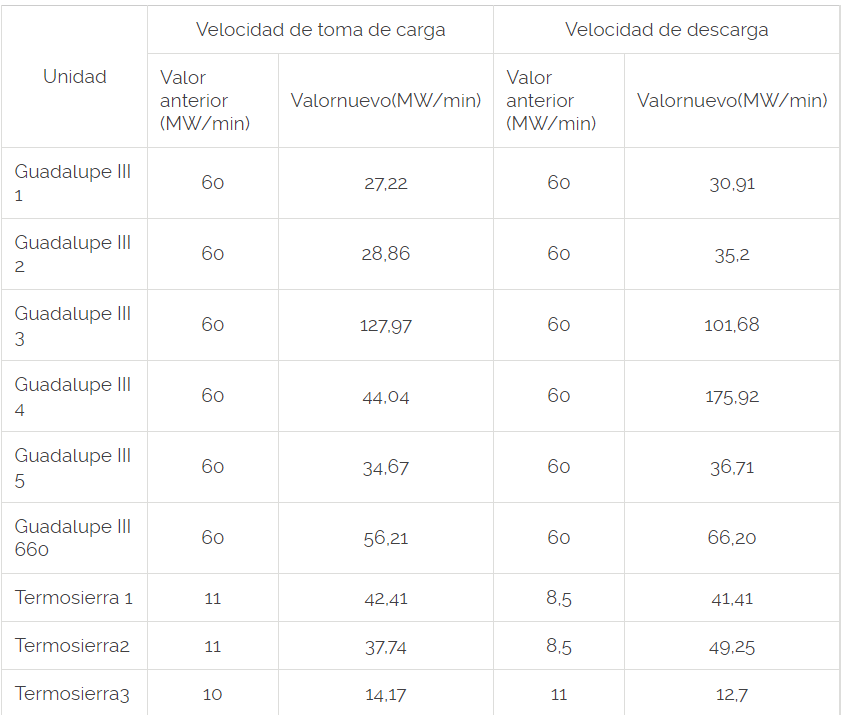 Velocidad de toma de carga Velocidad de descarga
Unidad
Valor anterior (MW/min) Valornuevo(MW/min) Valor anterior (MW/min) Valornuevo(MW/min)
Guadalupe III 1 60 27,22 60 30,91
Guadalupe III 2 60 28,86 60 35,2
Guadalupe III 3 60 127,97 60 101,68
Guadalupe III 4 60 44,04 60 175,92
Guadalupe III 5 60 34,67 60 36,71
Guadalupe III 660 60 56,21 60 66,20
Termosierra 1 11 42,41 8,5 41,41
Termosierra2 11 37,74 8,5 49,25
Termosierra3 10 14,17 11 12,7